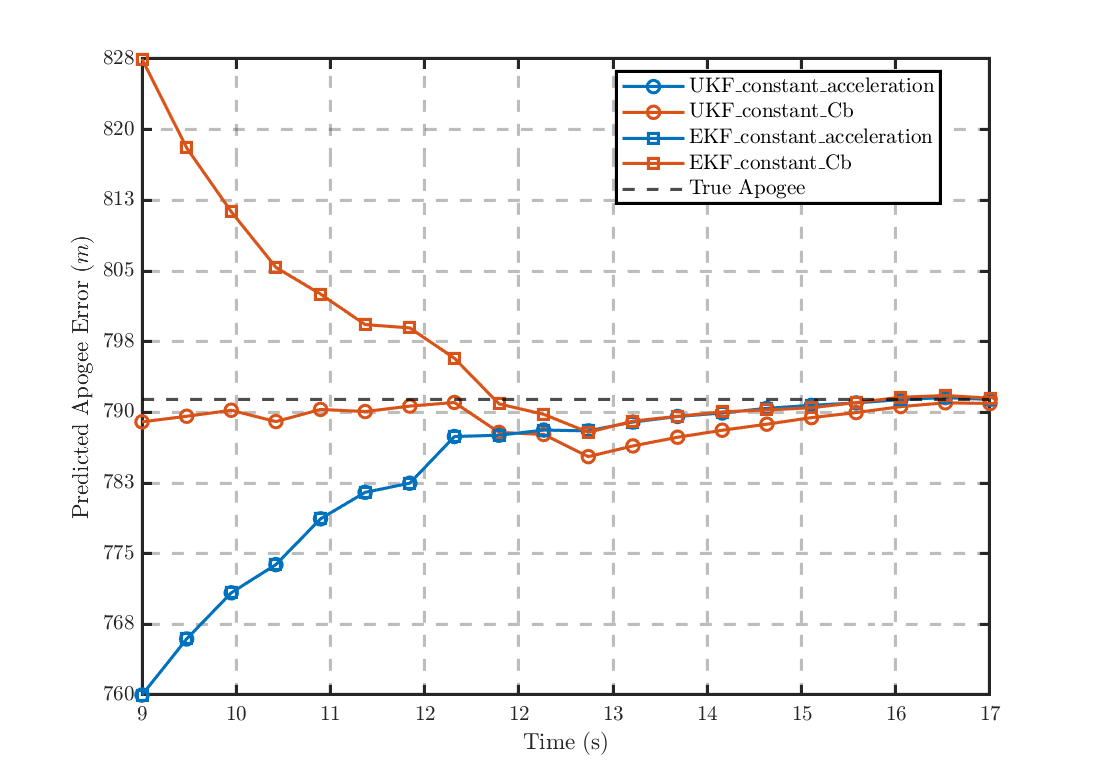 828
820
813
805
798
790
783
775
768
760
Predicted Apogee Error (m)
UKF_constant_acceleration
UKF_constant_Cb
EKF_constant_acceleration
EKF_constant_Cb
True Apogee
9 10 11 12 12 13 14 15 16 17
Time (s)